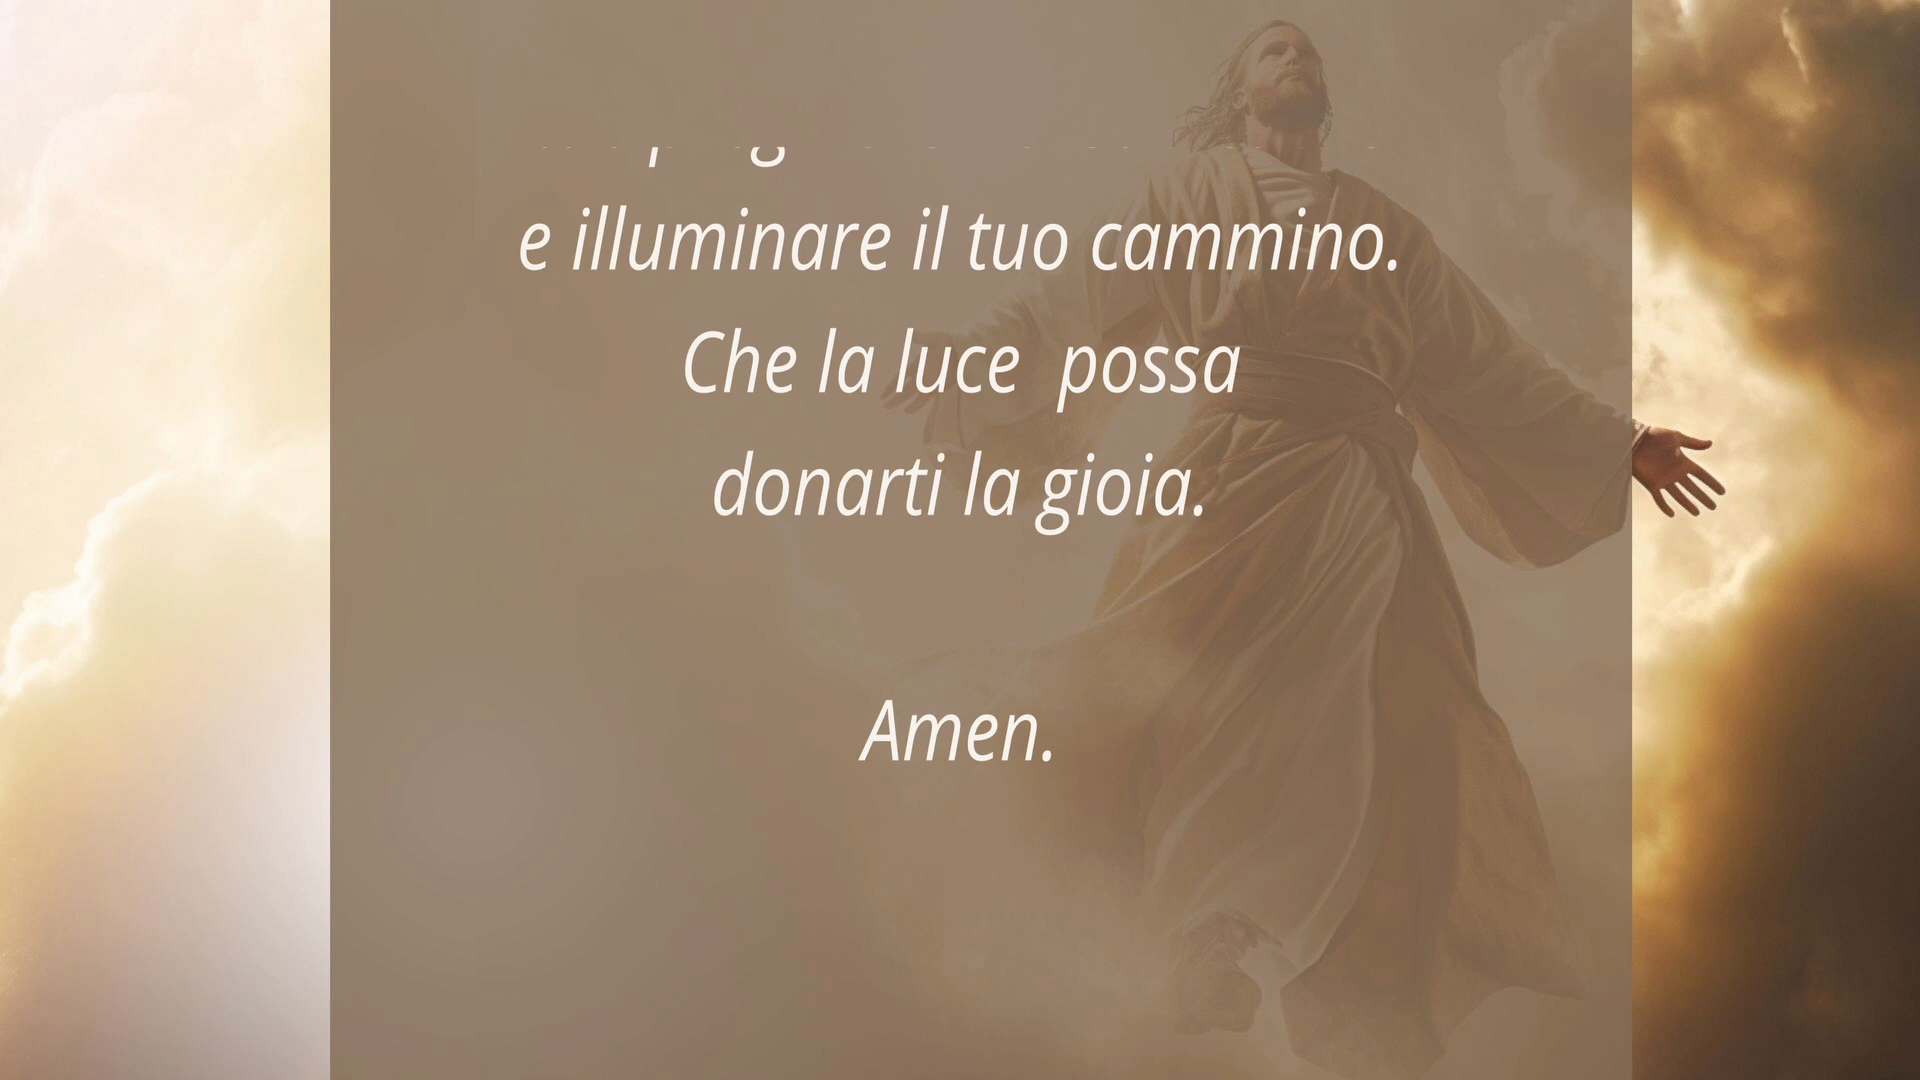 e illuminare il tuo cammino.
Che la luce  possa
donarti la gioia.
Amen.